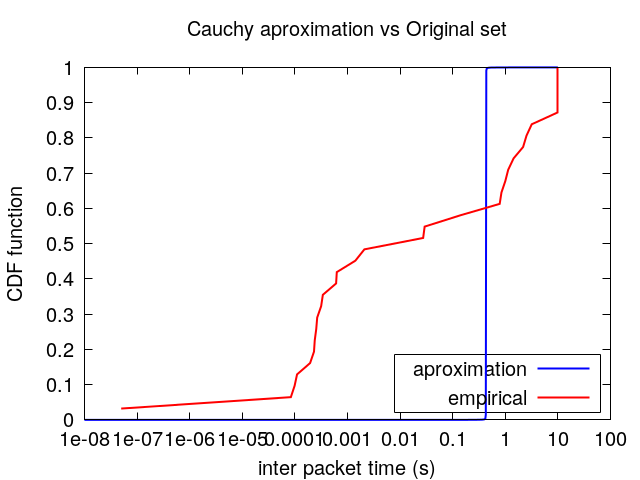 Cauchy aproximation vs Original set
1
0.9
0.8
0.7
0.6
0.5
0.4
0.3
0.2
0.1
0
CDF function
aproximation
empirical
1e-08 1e-07 1e-06 1e-05 0.0001 0.001 0.01 0.1 1 10 100
inter packet time (s)